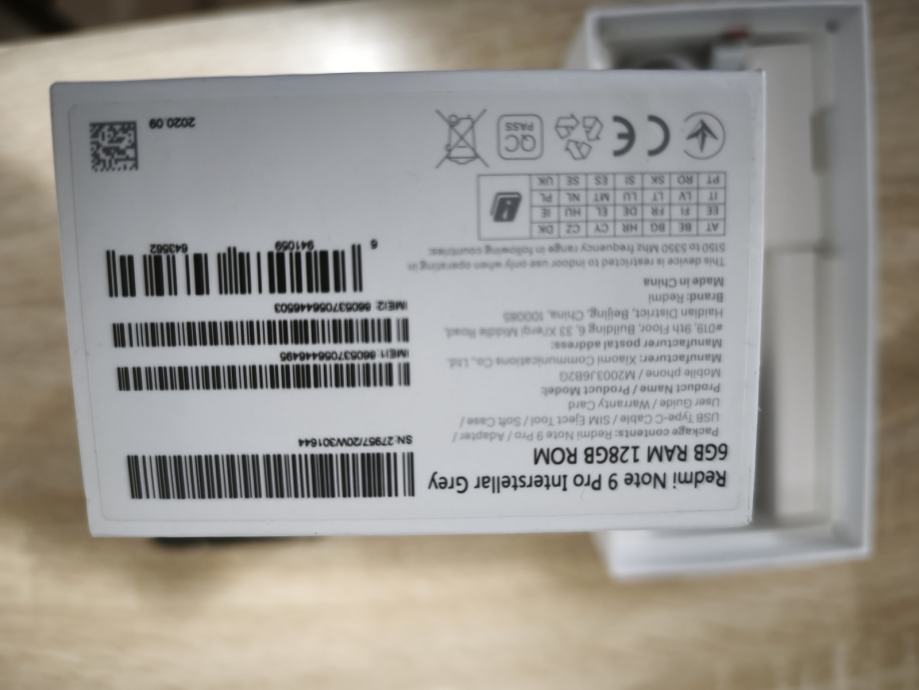 Redmi Note 9 Pro Interstellar Grey
6GB RAM 128GB ROM
Package contents: Redmi Note 9 Pro / Adapter /
USB Type-C Cable / SIM Eject Tool / Soft Case /
User Guide / Warranty Card
Product Name / Product Model:
Mobile phone / M2003J6B2G
Manufacturer: Xiaomi Communications Co., Ltd.
Manufacturer postal address:
#019, 9th Floor, Building 6, 33 Xi'erqi Middle Road,
Haidian District, Beijing, China, 100085
Brand: Redmi
Made in China
This device is restricted to indoor use only when operating in
5150 to 5350 Mhz frequency range in following countries:
AT BE BG HR CY CZ DK
EE FI FR DE EL HU IE
IT LV LT LU MT NL PL
PT RO SK SI ES SE UK
CE
QC
PASS
SN: 27957/20W301644
IMEI1: 860537056446495
IMEI2: 860537056446503
6 941059 643562
2020.09